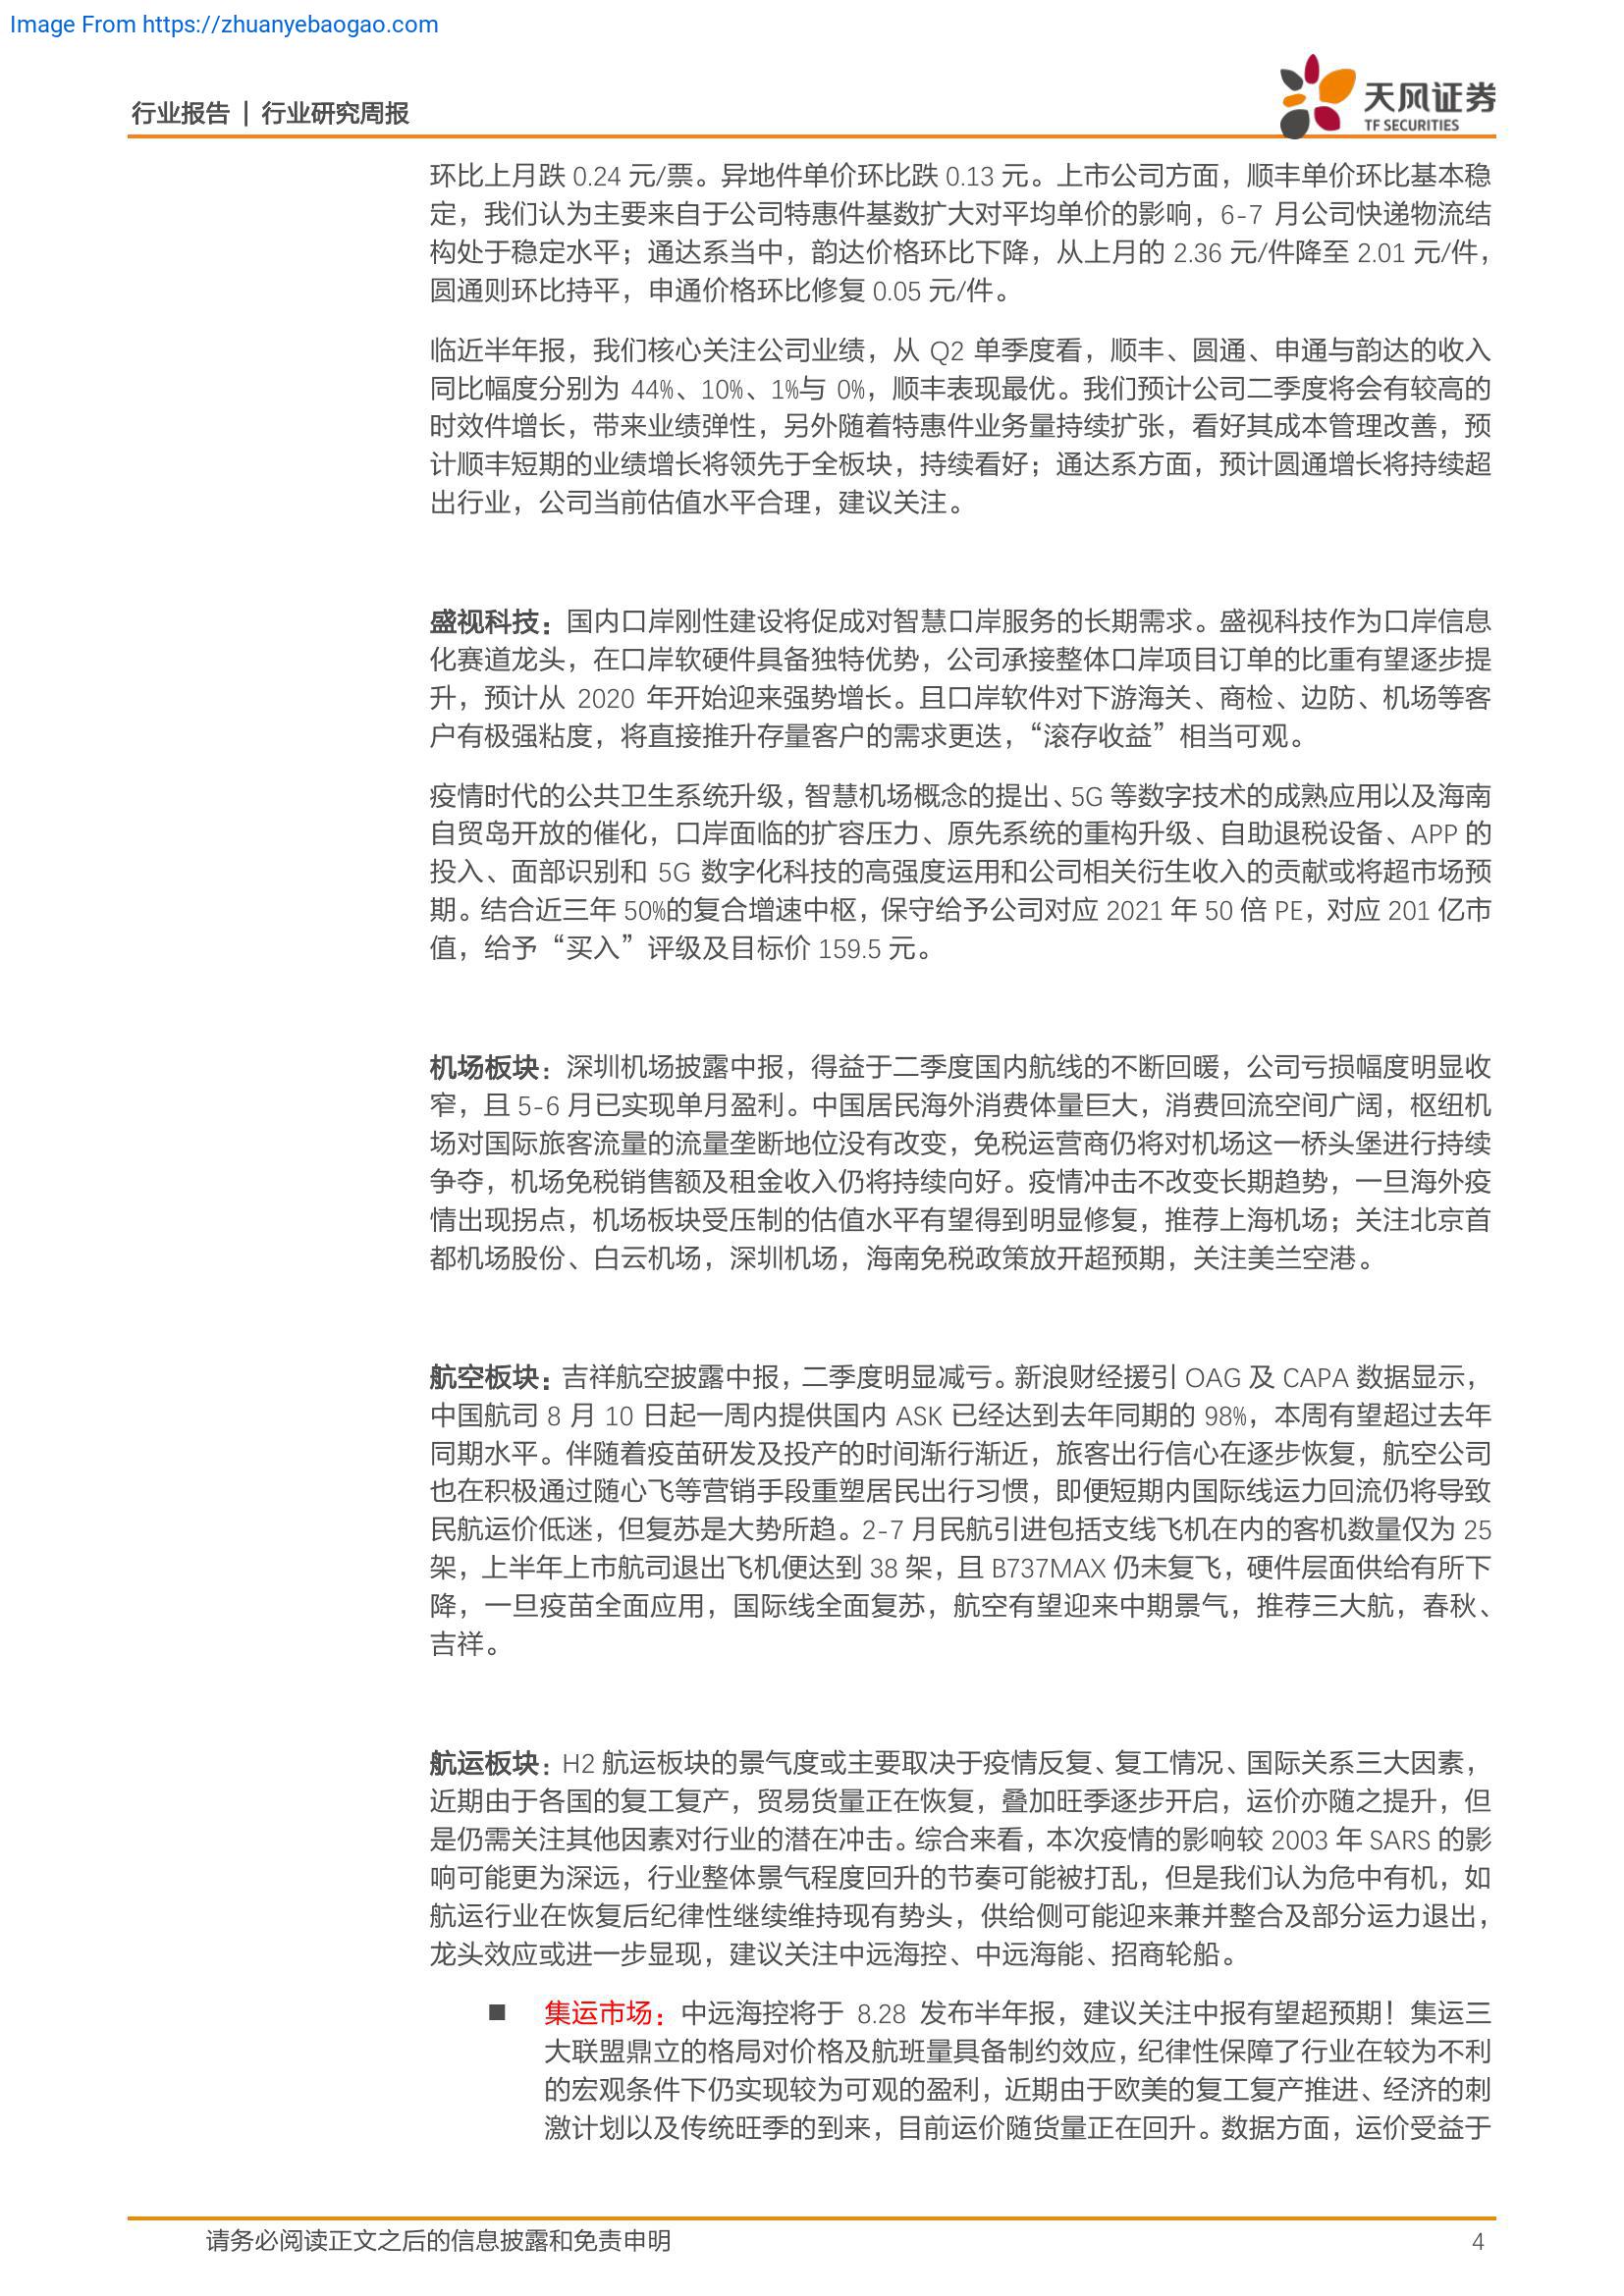 Image From https://zhuanyebaogao.com
行业报告 | 行业研究周报
天风证券
TF SECURITIES
环比上月跌 0.24 元/票。异地件单价环比跌 0.13 元。上市公司方面，顺丰单价环比基本稳
定，我们认为主要来自于公司特惠件基数扩大对平均单价的影响，6-7 月公司快递物流结
构处于稳定水平；通达系当中，韵达价格环比下降，从上月的 2.36 元/件降至 2.01 元/件，
圆通则环比持平，申通价格环比修复 0.05 元/件。
临近半年报，我们核心关注公司业绩，从 Q2 单季度看，顺丰、圆通、申通与韵达的收入
同比幅度分别为 44%、10%、1%与 0%，顺丰表现最优。我们预计公司二季度将会有较高的
时效件增长，带来业绩弹性，另外随着特惠件业务量持续扩张，看好其成本管理改善，预
计顺丰短期的业绩增长将领先于全板块，持续看好；通达系方面，预计圆通增长将持续超
出行业，公司当前估值水平合理，建议关注。
盛视科技：国内口岸刚性建设将促成对智慧口岸服务的长期需求。盛视科技作为口岸信息
化赛道龙头，在口岸软硬件具备独特优势，公司承接整体口岸项目订单的比重有望逐步提
升，预计从 2020 年开始迎来强势增长。且口岸软件对下游海关、商检、边防、机场等客
户有极强粘度，将直接推升存量客户的需求更迭，“滚存收益”相当可观。
疫情时代的公共卫生系统升级，智慧机场概念的提出、5G 等数字技术的成熟应用以及海南
自贸岛开放的催化，口岸面临的扩容压力、原先系统的重构升级、自助退税设备、APP 的
投入、面部识别和 5G 数字化科技的高强度运用和公司相关衍生收入的贡献或将超市场预
期。结合近三年 50%的复合增速中枢，保守给予公司对应 2021 年 50 倍 PE，对应 201 亿市
值，给予“买入”评级及目标价 159.5 元。
机场板块：深圳机场披露中报，得益于二季度国内航线的不断回暖，公司亏损幅度明显收
窄，且 5-6 月已实现单月盈利。中国居民海外消费体量巨大，消费回流空间广阔，枢纽机
场对国际旅客流量的流量垄断地位没有改变，免税运营商仍将对机场这一桥头堡进行持续
争夺，机场免税销售额及租金收入仍将持续向好。疫情冲击不改变长期趋势，一旦海外疫
情出现拐点，机场板块受压制的估值水平有望得到明显修复，推荐上海机场；关注北京首
都机场股份、白云机场，深圳机场，海南免税政策放开超预期，关注美兰空港。
航空板块：吉祥航空披露中报，二季度明显减亏。新浪财经援引 OAG 及 CAPA 数据显示，
中国航司 8 月 10 日起一周内提供国内 ASK 已经达到去年同期的 98%，本周有望超过去年
同期水平。伴随着疫苗研发及投产的时间渐行渐近，旅客出行信心在逐步恢复，航空公司
也在积极通过随心飞等营销手段重塑居民出行习惯，即便短期内国际线运力回流仍将导致
民航运价低迷，但复苏是大势所趋。2-7 月民航引进包括支线飞机在内的客机数量仅为 25
架，上半年上市航司退出飞机便达到 38 架，且 B737MAX 仍未复飞，硬件层面供给有所下
降，一旦疫苗全面应用，国际线全面复苏，航空有望迎来中期景气，推荐三大航，春秋、
吉祥。
航运板块：H2 航运板块的景气度或主要取决于疫情反复、复工情况、国际关系三大因素，
近期由于各国的复工复产，贸易货量正在恢复，叠加旺季逐步开启，运价亦随之提升，但
是仍需关注其他因素对行业的潜在冲击。综合来看，本次疫情的影响较 2003 年 SARS 的影
响可能更为深远，行业整体景气程度回升的节奏可能被打乱，但是我们认为危中有机，如
航运行业在恢复后纪律性继续维持现有势头，供给侧可能迎来兼并整合及部分运力退出，
龙头效应或进一步显现，建议关注中远海控、中远海能、招商轮船。
■ 集运市场：中远海控将于 8.28 发布半年报，建议关注中报有望超预期！集运三
大联盟鼎立的格局对价格及航班量具备制约效应，纪律性保障了行业在较为不利
的宏观条件下仍实现较为可观的盈利，近期由于欧美的复工复产推进、经济的刺
激计划以及传统旺季的到来，目前运价随货量正在回升。数据方面，运价受益于
请务必阅读正文之后的信息披露和免责申明
4